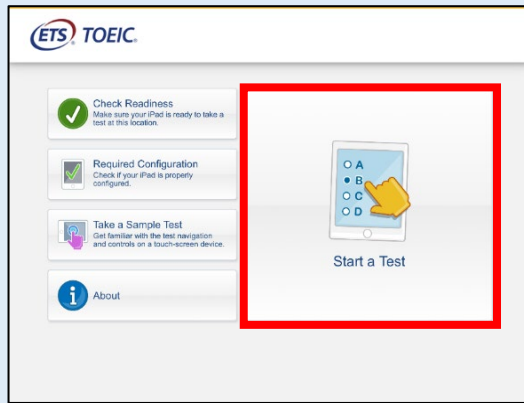 ETS TOEIC
Check Readiness
Make sure your iPad is ready to take a
test at this location.
Required Configuration
Check if your iPad is properly
configured.
Take a Sample Test
Get familiar with the test navigation
and controls on a touch-screen device.
About
A
B
C
D
Start a Test